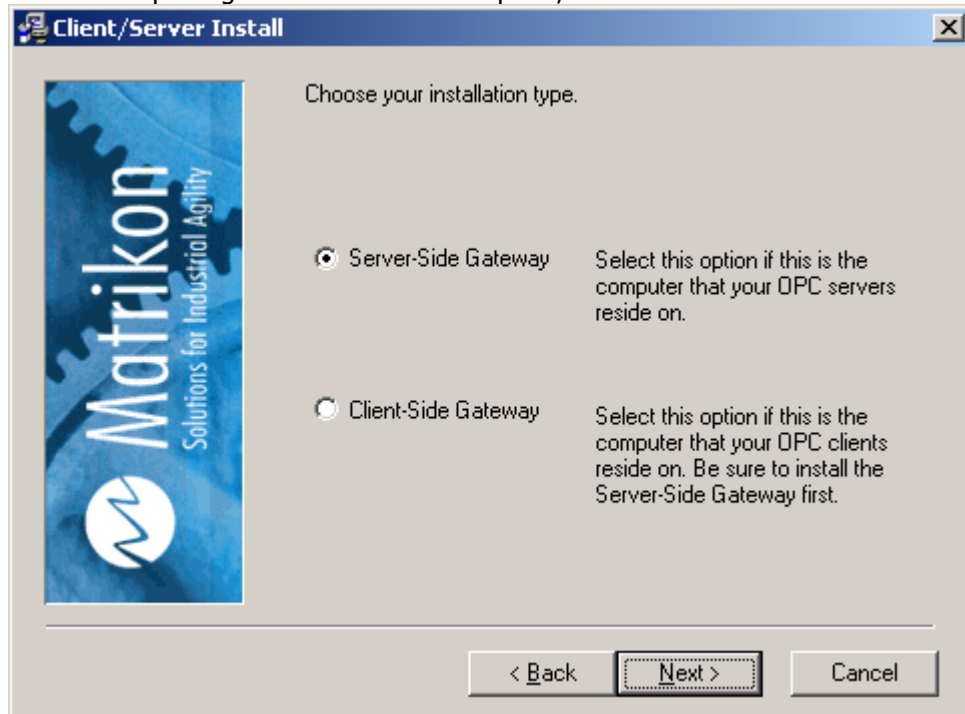 Client/Server Install
Choose your installation type.
Matrikon
Solutions for Industrial Agility
Server-Side Gateway
Select this option if this is the
computer that your OPC servers
reside on.
Client-Side Gateway
Select this option if this is the
computer that your OPC clients
reside on. Be sure to install the
Server-Side Gateway first.
< Back
Next >
Cancel